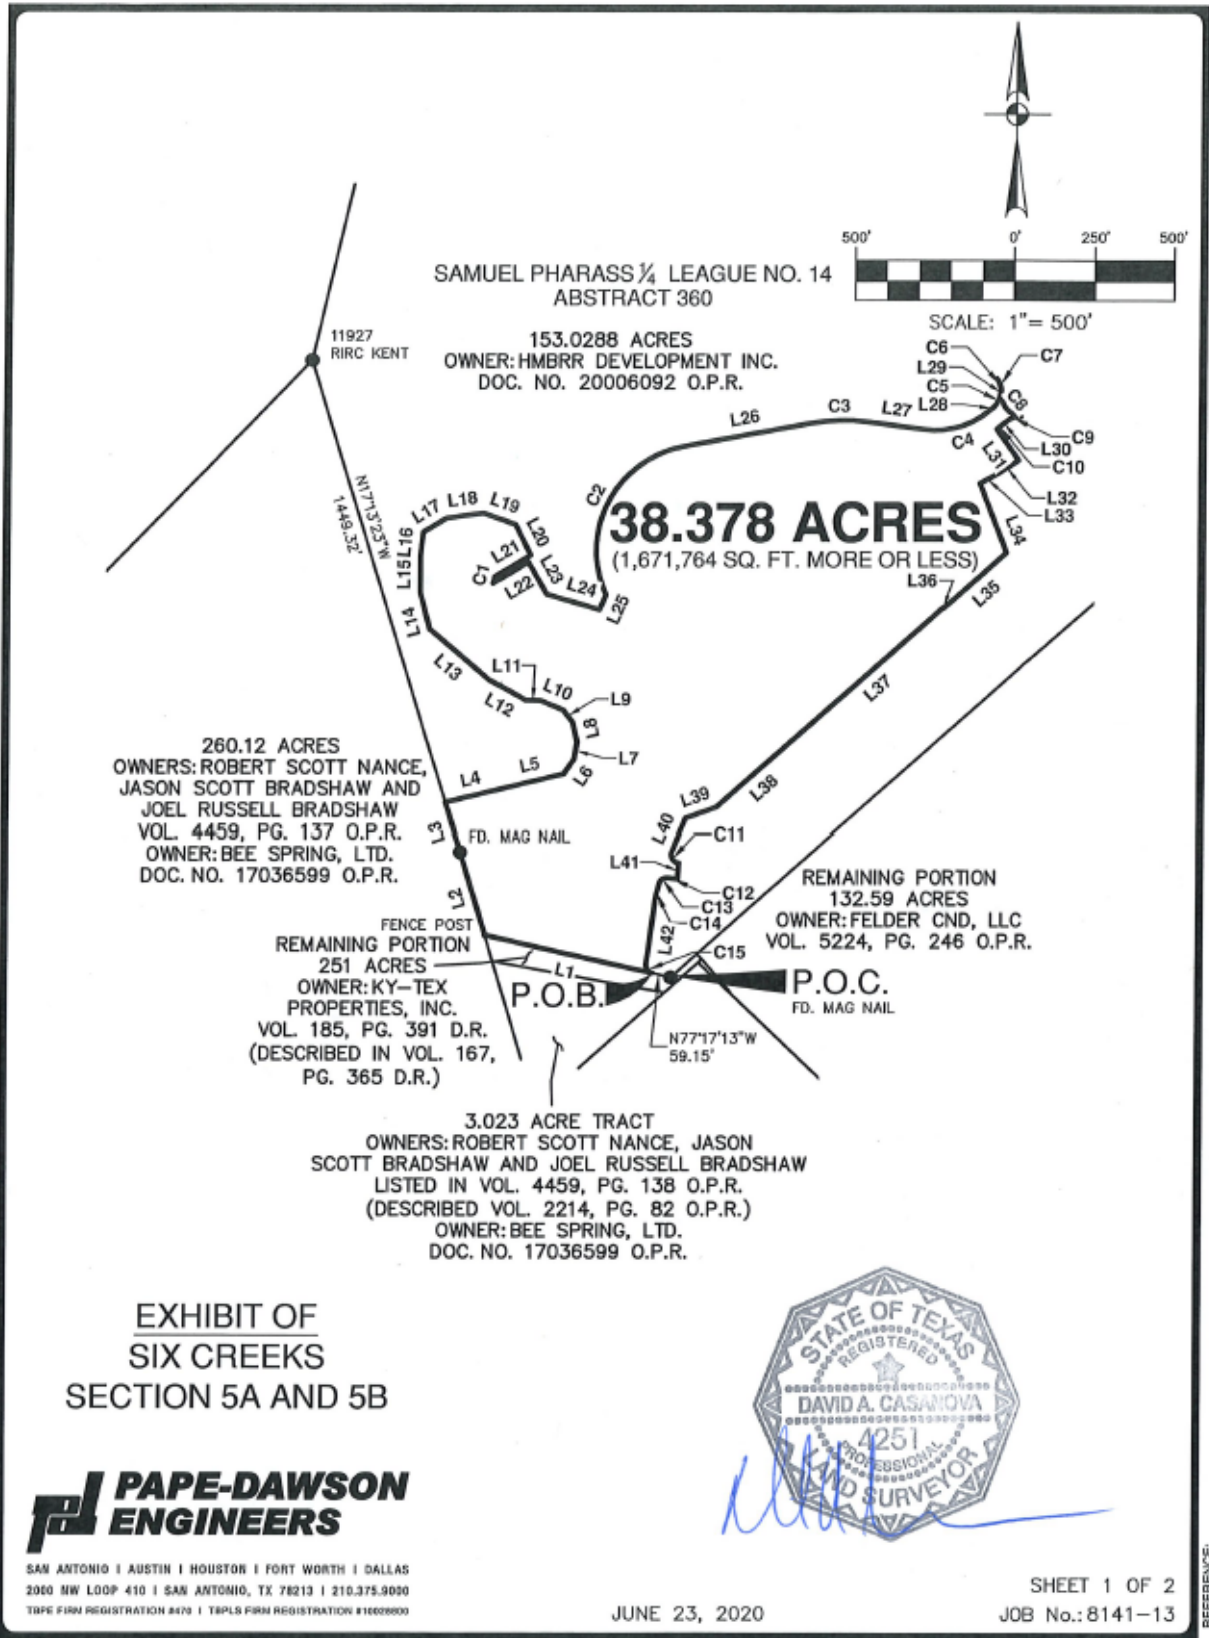 500'
0'
250'
500'
SCALE: 1"= 500'
SAMUEL PHARASS ¼ LEAGUE NO. 14
ABSTRACT 360
153.0288 ACRES
OWNER: HMBRR DEVELOPMENT INC.
DOC. NO. 20006092 O.P.R.
11927
RIRC KENT
N17°13'23"W
1449.32'
C6
C7
L29
C5
L28
C8
C9
L30
C10
L31
L32
L33
L34
C4
L27
C3
L26
C2
38.378 ACRES
(1,671,764 SQ. FT. MORE OR LESS)
L36
L35
L37
L38
L17
L18
L19
L20
L16
L15
L14
L21
C1
L22
L23
L24
L25
L13
L11
L12
L10
L9
L8
L7
L6
L5
L4
L3
FD. MAG NAIL
L2
FENCE POST
260.12 ACRES
OWNERS: ROBERT SCOTT NANCE,
JASON SCOTT BRADSHAW AND
JOEL RUSSELL BRADSHAW
VOL. 4459, PG. 137 O.P.R.
OWNER: BEE SPRING, LTD.
DOC. NO. 17036599 O.P.R.
L39
L40
C11
L41
C12
C13
C14
L42
C15
REMAINING PORTION
132.59 ACRES
OWNER: FELDER CND, LLC
VOL. 5224, PG. 246 O.P.R.
REMAINING PORTION
251 ACRES
OWNER: KY-TEX
PROPERTIES, INC.
VOL. 185, PG. 391 D.R.
(DESCRIBED IN VOL. 167,
PG. 365 D.R.)
L1
P.O.B.
P.O.C.
FD. MAG NAIL
N77°17'13"W
59.15'
3.023 ACRE TRACT
OWNERS: ROBERT SCOTT NANCE, JASON
SCOTT BRADSHAW AND JOEL RUSSELL BRADSHAW
LISTED IN VOL. 4459, PG. 138 O.P.R.
(DESCRIBED VOL. 2214, PG. 82 O.P.R.)
OWNER: BEE SPRING, LTD.
DOC. NO. 17036599 O.P.R.
EXHIBIT OF
SIX CREEKS
SECTION 5A AND 5B
STATE OF TEXAS
REGISTERED
DAVID A. CASANOVA
4251
PROFESSIONAL
LAND SURVEYOR
PAPE-DAWSON
ENGINEERS
SAN ANTONIO I AUSTIN I HOUSTON I FORT WORTH I DALLAS
2000 NW LOOP 410 I SAN ANTONIO, TX 78213 I 210.375.9000
TBPE FIRM REGISTRATION #470 I TBPLS FIRM REGISTRATION #10028800
JUNE 23, 2020
SHEET 1 OF 2
JOB No.: 8141-13
REFERENCE: